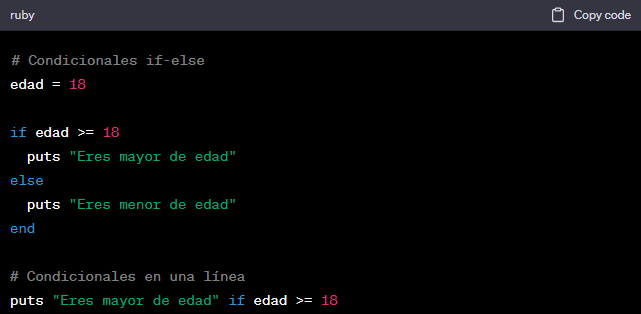 ruby Copy code
# Condicionales if-else
edad = 18
if edad >= 18
  puts "Eres mayor de edad"
else
  puts "Eres menor de edad"
end
# Condicionales en una línea
puts "Eres mayor de edad" if edad >= 18